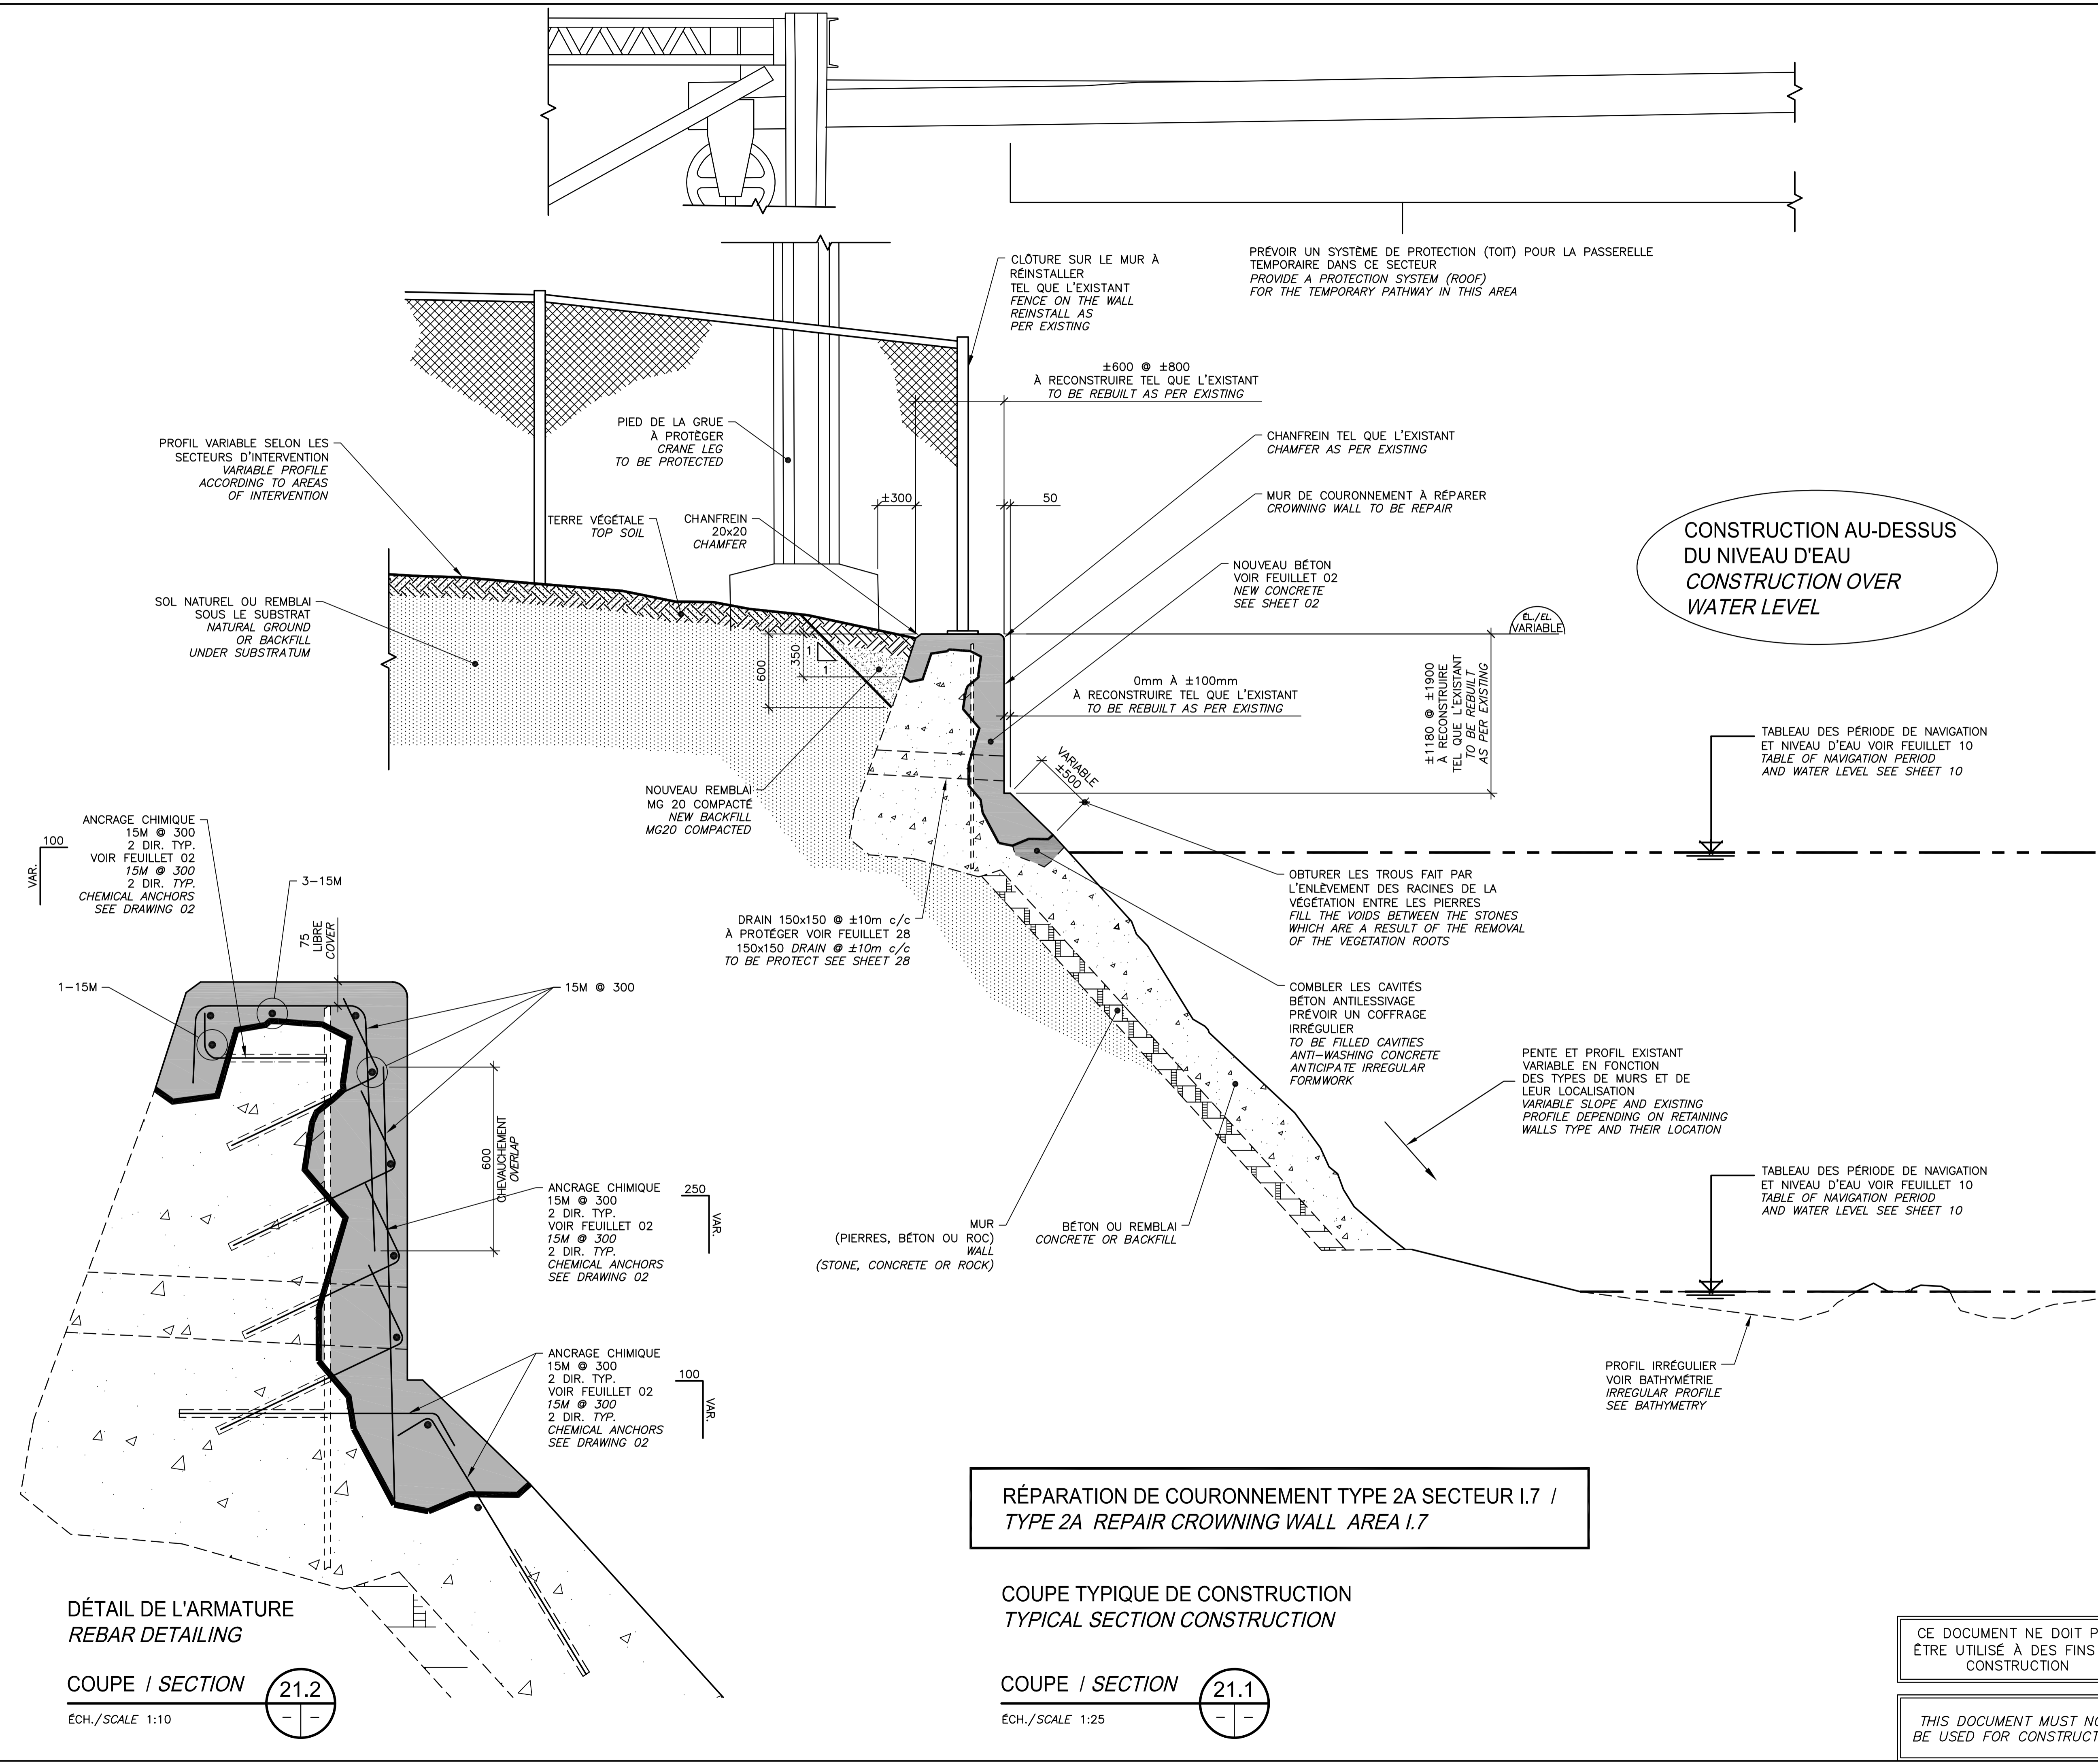 PRÉVOIR UN SYSTÈME DE PROTECTION (TOIT) POUR LA PASSERELLE
TEMPORAIRE DANS CE SECTEUR
PROVIDE A PROTECTION SYSTEM (ROOF)
FOR THE TEMPORARY PATHWAY IN THIS AREA
CLÔTURE SUR LE MUR À
RÉINSTALLER
TEL QUE L'EXISTANT
FENCE ON THE WALL
REINSTALL AS
PER EXISTING
±600 @ ±800
À RECONSTRUIRE TEL QUE L'EXISTANT
TO BE REBUILT AS PER EXISTING
PIED DE LA GRUE
À PROTÈGER
CRANE LEG
TO BE PROTECTED
PROFIL VARIABLE SELON LES
SECTEURS D'INTERVENTION
VARIABLE PROFILE
ACCORDING TO AREAS
OF INTERVENTION
CHANFREIN TEL QUE L'EXISTANT
CHAMFER AS PER EXISTING
±300
50
MUR DE COURONNEMENT À RÉPARER
CROWNING WALL TO BE REPAIR
TERRE VÉGÉTALE
TOP SOIL
CHANFREIN
20x20
CHAMFER
CONSTRUCTION AU-DESSUS
DU NIVEAU D'EAU
CONSTRUCTION OVER
WATER LEVEL
NOUVEAU BÉTON
VOIR FEUILLET 02
NEW CONCRETE
SEE SHEET 02
SOL NATUREL OU REMBLAI
SOUS LE SUBSTRAT
NATURAL GROUND
OR BACKFILL
UNDER SUBSTRATUM
ÉL./EL.
VARIABLE
600
350
1
1
0mm À ±100mm
À RECONSTRUIRE TEL QUE L'EXISTANT
TO BE REBUILT AS PER EXISTING
±1180 @ ±1900
À RECONSTRUIRE
TEL QUE L'EXISTANT
TO BE REBUILT
AS PER EXISTING
TABLEAU DES PÉRIODE DE NAVIGATION
ET NIVEAU D'EAU VOIR FEUILLET 10
TABLE OF NAVIGATION PERIOD
AND WATER LEVEL SEE SHEET 10
VARIABLE
±500
NOUVEAU REMBLAI
MG 20 COMPACTÉ
NEW BACKFILL
MG20 COMPACTED
ANCRAGE CHIMIQUE
15M @ 300
2 DIR. TYP.
VOIR FEUILLET 02
15M @ 300
2 DIR. TYP.
CHEMICAL ANCHORS
SEE DRAWING 02
100
VAR.
3-15M
OBTURER LES TROUS FAIT PAR
L'ENLÈVEMENT DES RACINES DE LA
VÉGÉTATION ENTRE LES PIERRES
FILL THE VOIDS BETWEEN THE STONES
WHICH ARE A RESULT OF THE REMOVAL
OF THE VEGETATION ROOTS
DRAIN 150x150 @ ±10m c/c
À PROTÉGER VOIR FEUILLET 28
150x150 DRAIN @ ±10m c/c
TO BE PROTECT SEE SHEET 28
75
LIBRE
COVER
1-15M
15M @ 300
COMBLER LES CAVITÉS
BÉTON ANTILESSIVAGE
PRÉVOIR UN COFFRAGE
IRRÉGULIER
TO BE FILLED CAVITIES
ANTI-WASHING CONCRETE
ANTICIPATE IRREGULAR
FORMWORK
PENTE ET PROFIL EXISTANT
VARIABLE EN FONCTION
DES TYPES DE MURS ET DE
LEUR LOCALISATION
VARIABLE SLOPE AND EXISTING
PROFILE DEPENDING ON RETAINING
WALLS TYPE AND THEIR LOCATION
600
CHEVAUCHEMENT
OVERLAP
ANCRAGE CHIMIQUE
15M @ 300
2 DIR. TYP.
VOIR FEUILLET 02
15M @ 300
2 DIR. TYP.
CHEMICAL ANCHORS
SEE DRAWING 02
250
VAR.
TABLEAU DES PÉRIODE DE NAVIGATION
ET NIVEAU D'EAU VOIR FEUILLET 10
TABLE OF NAVIGATION PERIOD
AND WATER LEVEL SEE SHEET 10
MUR
(PIERRES, BÉTON OU ROC)
WALL
(STONE, CONCRETE OR ROCK)
BÉTON OU REMBLAI
CONCRETE OR BACKFILL
ANCRAGE CHIMIQUE
15M @ 300
2 DIR. TYP.
VOIR FEUILLET 02
15M @ 300
2 DIR. TYP.
CHEMICAL ANCHORS
SEE DRAWING 02
100
VAR.
PROFIL IRRÉGULIER
VOIR BATHYMÉTRIE
IRREGULAR PROFILE
SEE BATHYMETRY
RÉPARATION DE COURONNEMENT TYPE 2A SECTEUR I.7 /
TYPE 2A REPAIR CROWNING WALL AREA I.7
DÉTAIL DE L'ARMATURE
REBAR DETAILING
COUPE / SECTION
21.2
- -
ÉCH./SCALE 1:10
COUPE TYPIQUE DE CONSTRUCTION
TYPICAL SECTION CONSTRUCTION
COUPE / SECTION
21.1
- -
ÉCH./SCALE 1:25
CE DOCUMENT NE DOIT P
ÊTRE UTILISÉ À DES FINS
CONSTRUCTION
THIS DOCUMENT MUST NO
BE USED FOR CONSTRUCT